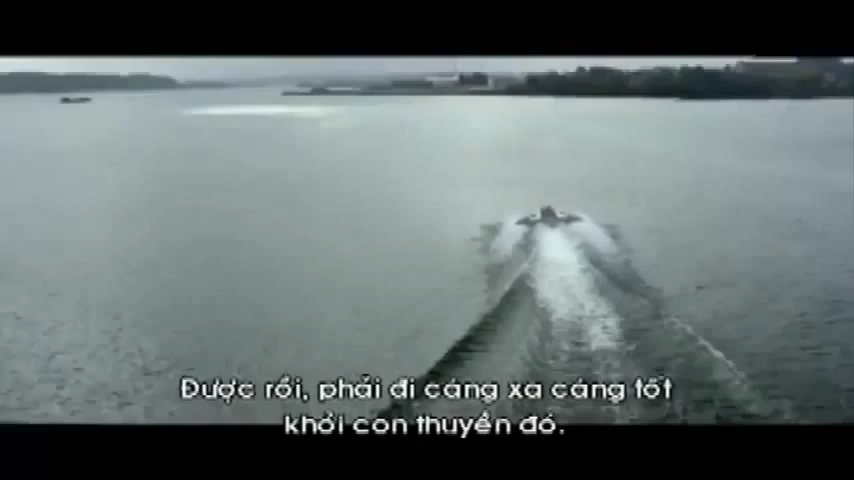 Được rồi, phải đi càng xa càng tốt
khỏi con thuyền đó.